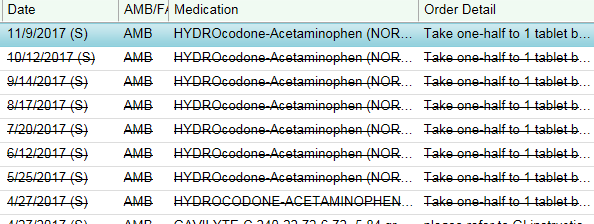 Date AMB/FA Medication Order Detail
11/9/2017 (S) AMB HYDROcodone-Acetaminophen (NOR... Take one-half to 1 tablet b...
10/12/2017 (S) AMB HYDROcodone-Acetaminophen (NOR... Take one-half to 1 tablet b...
9/14/2017 (S) AMB HYDROcodone-Acetaminophen (NOR... Take one-half to 1 tablet b...
8/17/2017 (S) AMB HYDROcodone-Acetaminophen (NOR... Take one-half to 1 tablet b...
7/20/2017 (S) AMB HYDROcodone-Acetaminophen (NOR... Take one-half to 1 tablet b...
6/12/2017 (S) AMB HYDROcodone-Acetaminophen (NOR... Take one-half to 1 tablet b...
5/25/2017 (S) AMB HYDROcodone-Acetaminophen (NOR... Take one-half to 1 tablet b...
4/27/2017 (S) AMB HYDROCODONE-ACETAMINOPHEN... Take one-half to 1 tablet b...
4/27/2017 (S) AMB